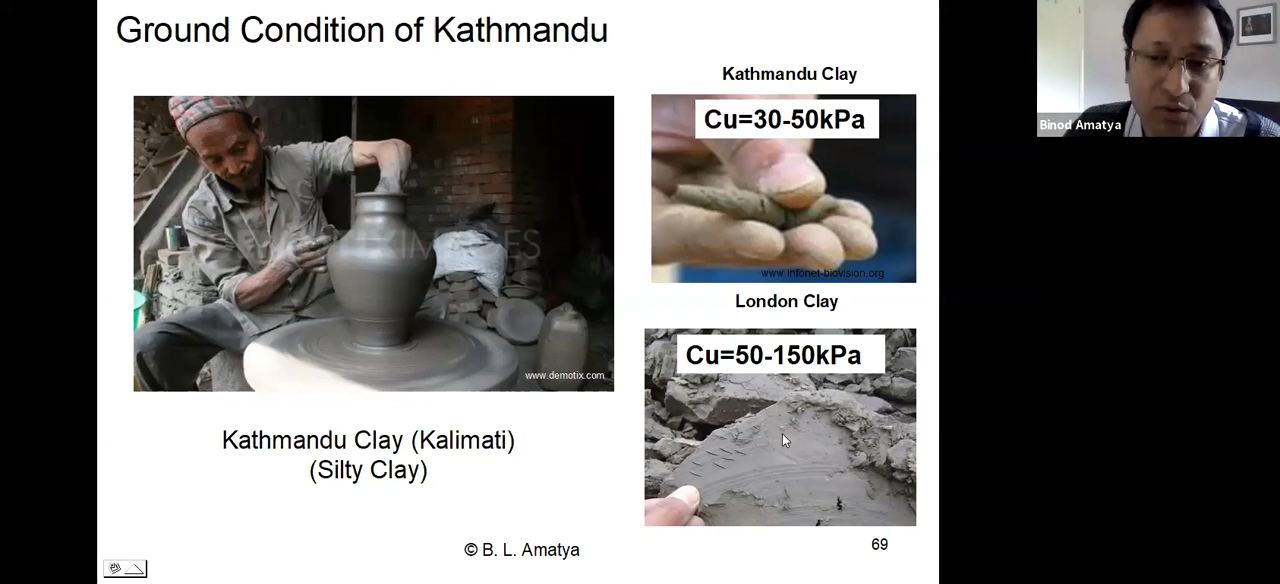 Ground Condition of Kathmandu
Kathmandu Clay
Cu=30-50kPa
www.infonet-biovision.org
London Clay
Cu=50-150kPa
www.demotix.com
Kathmandu Clay (Kalimati)
(Silty Clay)
© B. L. Amatya
69
Binod Amatya